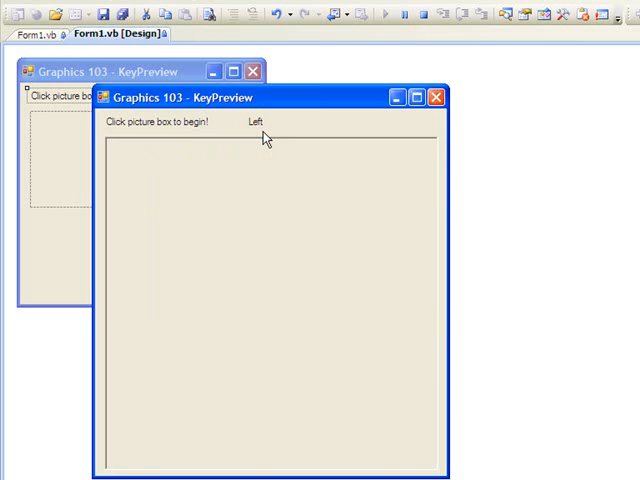 Form1.vb
Form1.vb [Design]
Graphics 103 - KeyPreview
Click picture bo
Graphics 103 - KeyPreview
Click picture box to begin!
Left